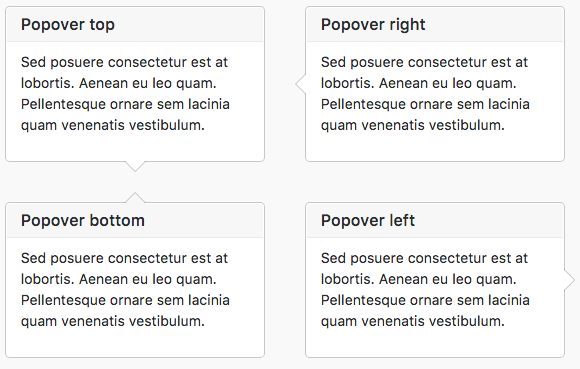 Popover top
Sed posuere consectetur est at
lobortis. Aenean eu leo quam.
Pellentesque ornare sem lacinia
quam venenatis vestibulum.
Popover right
Sed posuere consectetur est at
lobortis. Aenean eu leo quam.
Pellentesque ornare sem lacinia
quam venenatis vestibulum.
Popover bottom
Sed posuere consectetur est at
lobortis. Aenean eu leo quam.
Pellentesque ornare sem lacinia
quam venenatis vestibulum.
Popover left
Sed posuere consectetur est at
lobortis. Aenean eu leo quam.
Pellentesque ornare sem lacinia
quam venenatis vestibulum.